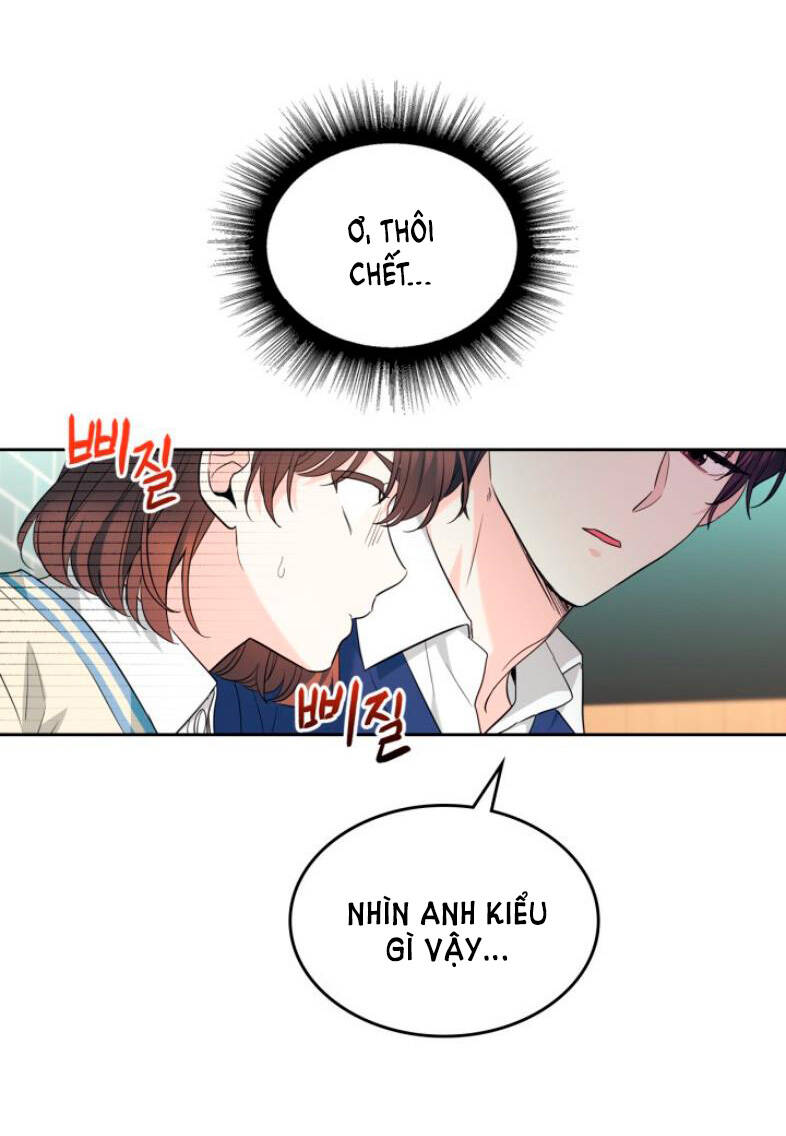 Ơ, THÔI
CHẾT...
삐질
삐질
NHÌN ANH KIỂU
GÌ VẬY...